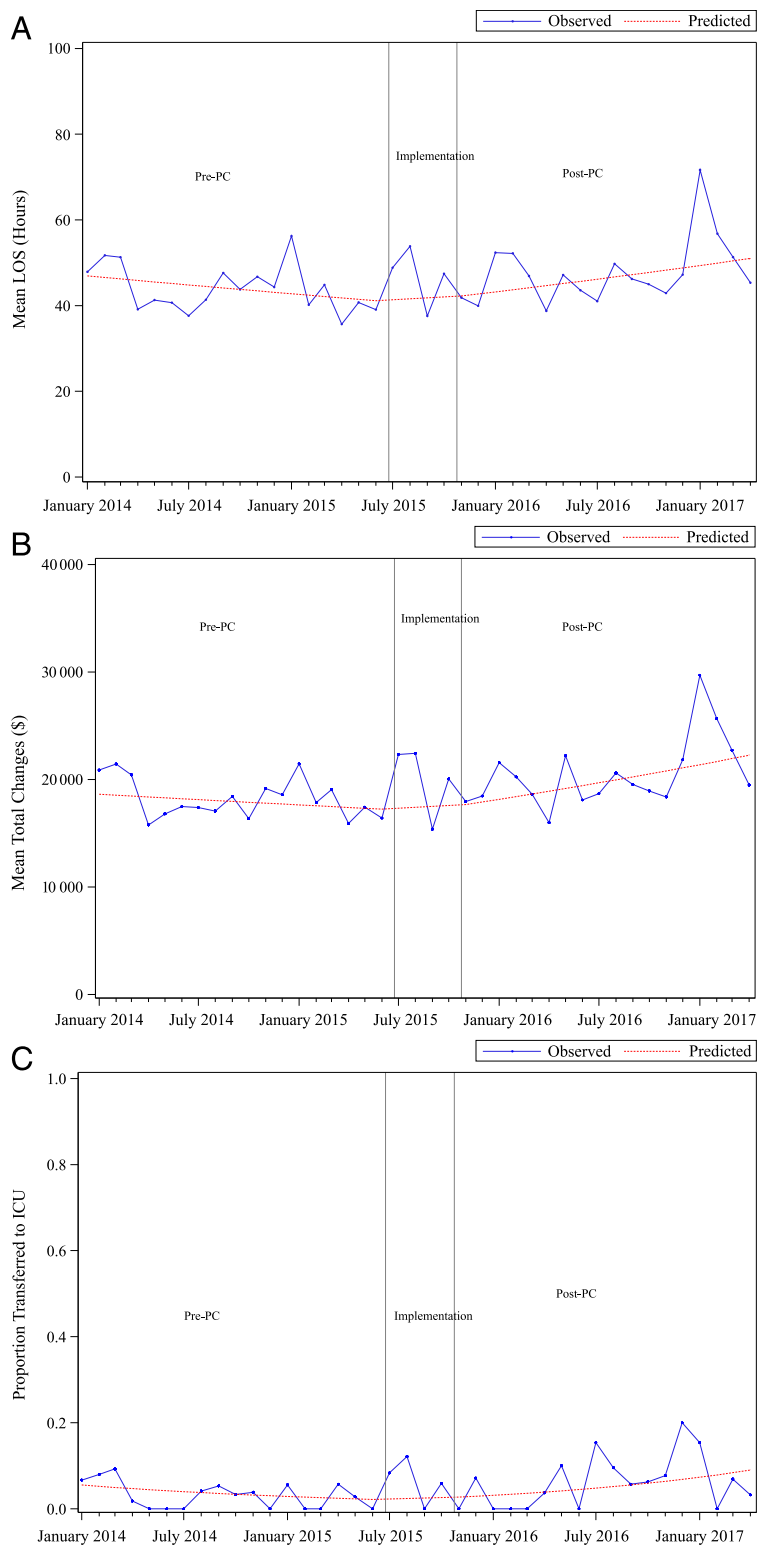 A
Observed Predicted
100
80
60
40
20
0
Mean LOS (Hours)
Pre-PC
Implementation
Post-PC
January 2014 July 2014 January 2015 July 2015 January 2016 July 2016 January 2017
B
Observed Predicted
40 000
30 000
20 000
10 000
0
Mean Total Changes ($)
Pre-PC
Implementation
Post-PC
January 2014 July 2014 January 2015 July 2015 January 2016 July 2016 January 2017
C
Observed Predicted
1.0
0.8
0.6
0.4
0.2
0.0
Proportion Transferred to ICU
Pre-PC
Implementation
Post-PC
January 2014 July 2014 January 2015 July 2015 January 2016 July 2016 January 2017